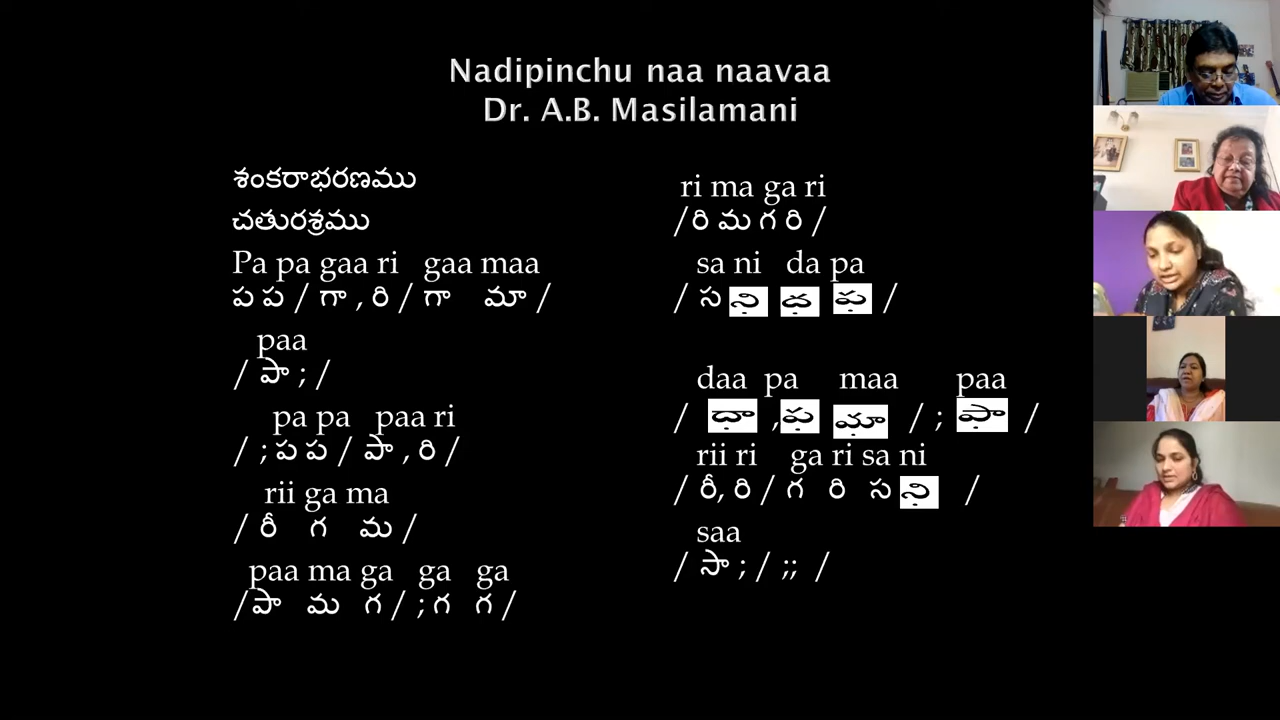 Nadipinchu naa naavaa
Dr. A.B. Masilamani
శంకరాభరణము
చతురశ్రము
Pa pa gaa ri gaa maa
ప ప / గా , రి / గా మా /
paa
/ పా ; /
pa pa paa ri
/ ; ప ప / పా , రి /
rii ga ma
/ రీ గ మ /
paa ma ga ga ga
/ పా మ గ / ; గ గ /
ri ma ga ri
/ రి మ గ రి /
sa ni da pa
/ స ని ధ ప /
daa pa maa paa
/ ధా , ప మా / ; పా /
rii ri ga ri sa ni
/ రీ, రి / గ రి స ని /
saa
/ సా ; / ;; /